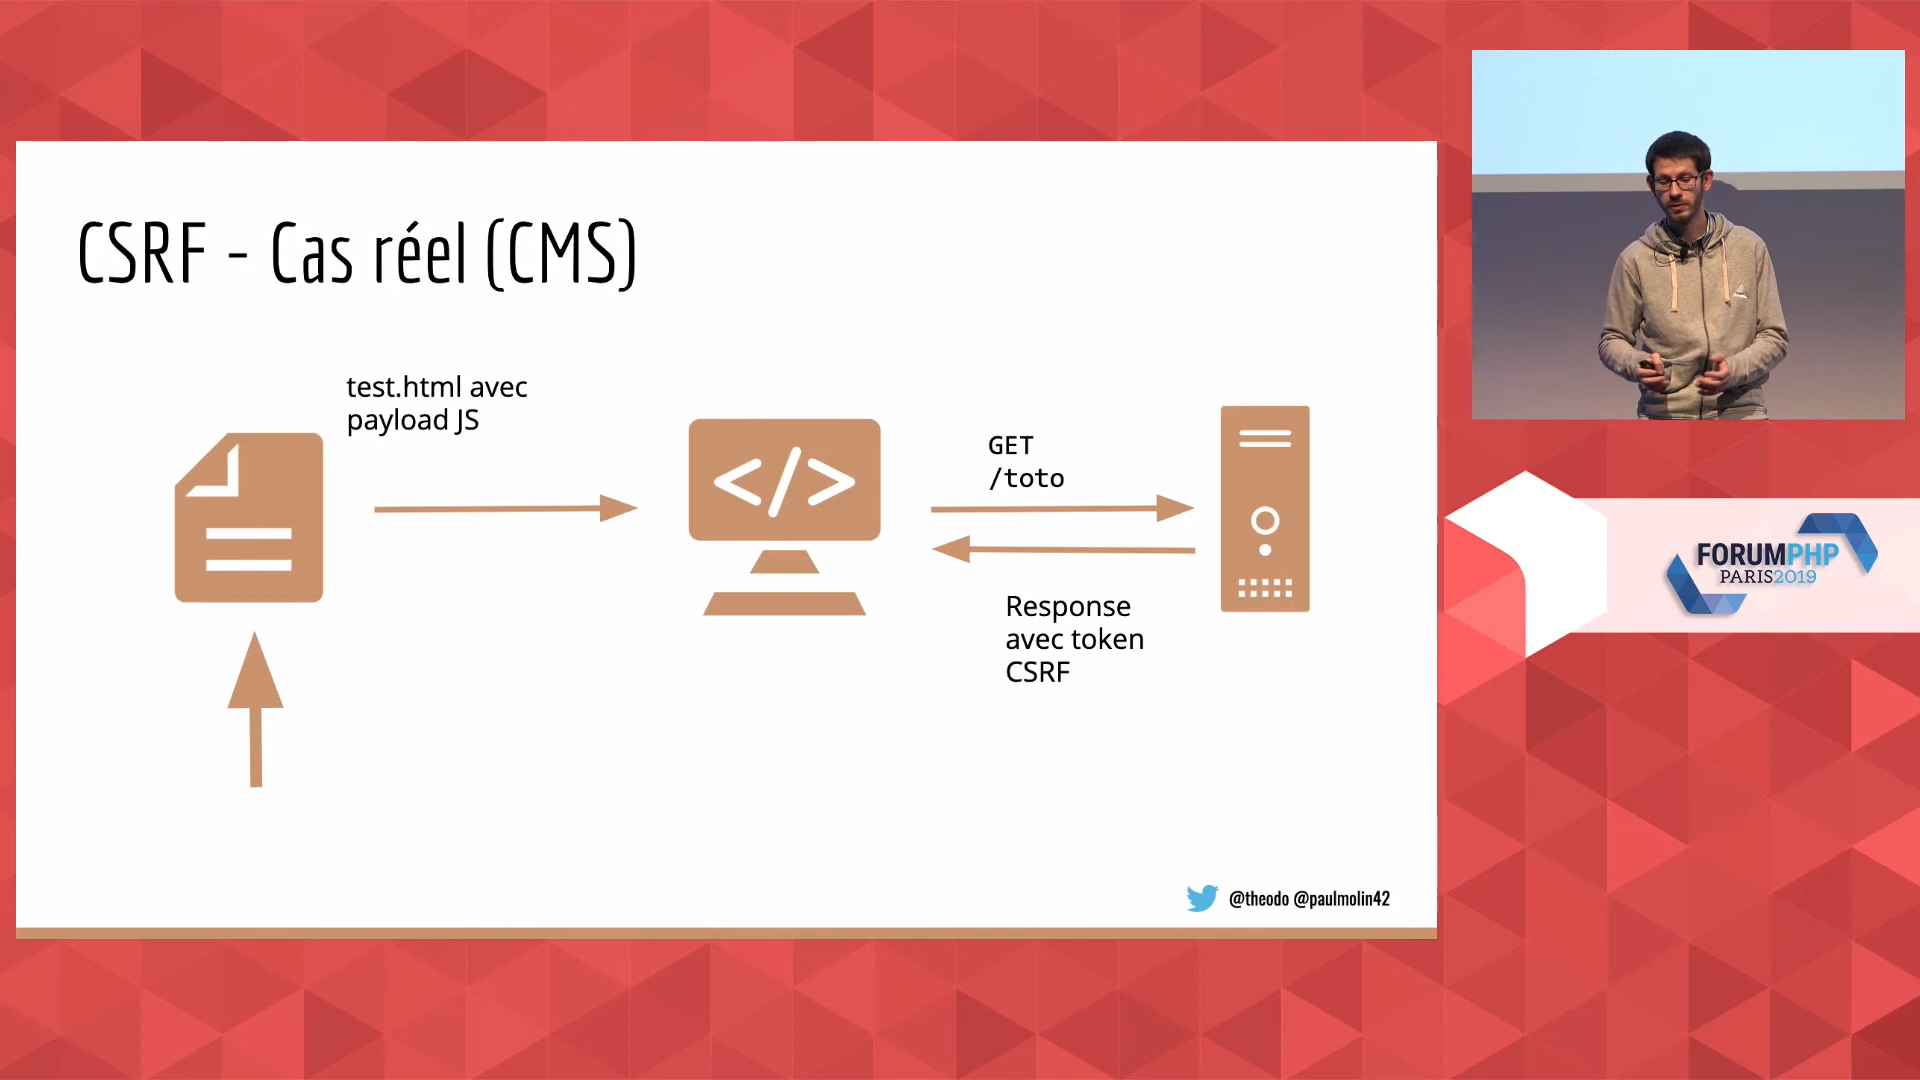 CSRF - Cas réel (CMS)
test.html avec
payload JS
</>
GET
/toto
Response
avec token
CSRF
@theodo @paulmolin42
FORUMPHP
PARIS2019